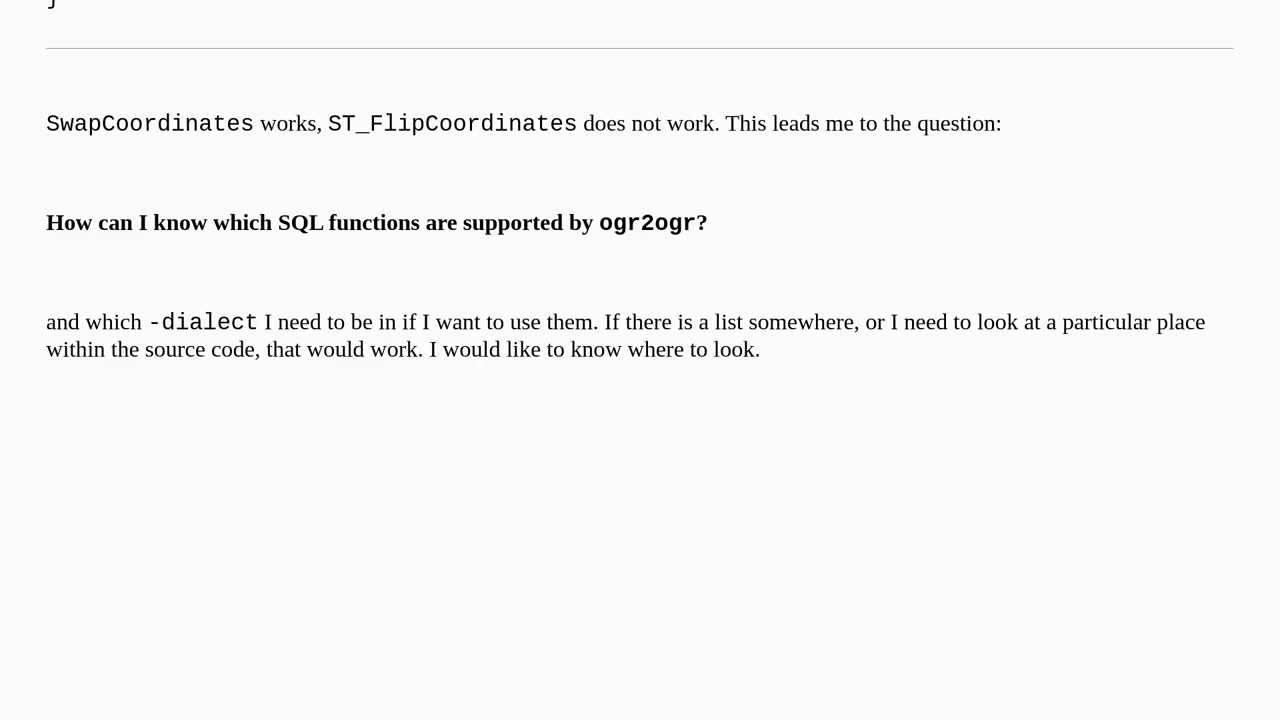 }
SwapCoordinates works, ST_FlipCoordinates does not work. This leads me to the question:
How can I know which SQL functions are supported by ogr2ogr?
and which -dialect I need to be in if I want to use them. If there is a list somewhere, or I need to look at a particular place
within the source code, that would work. I would like to know where to look.